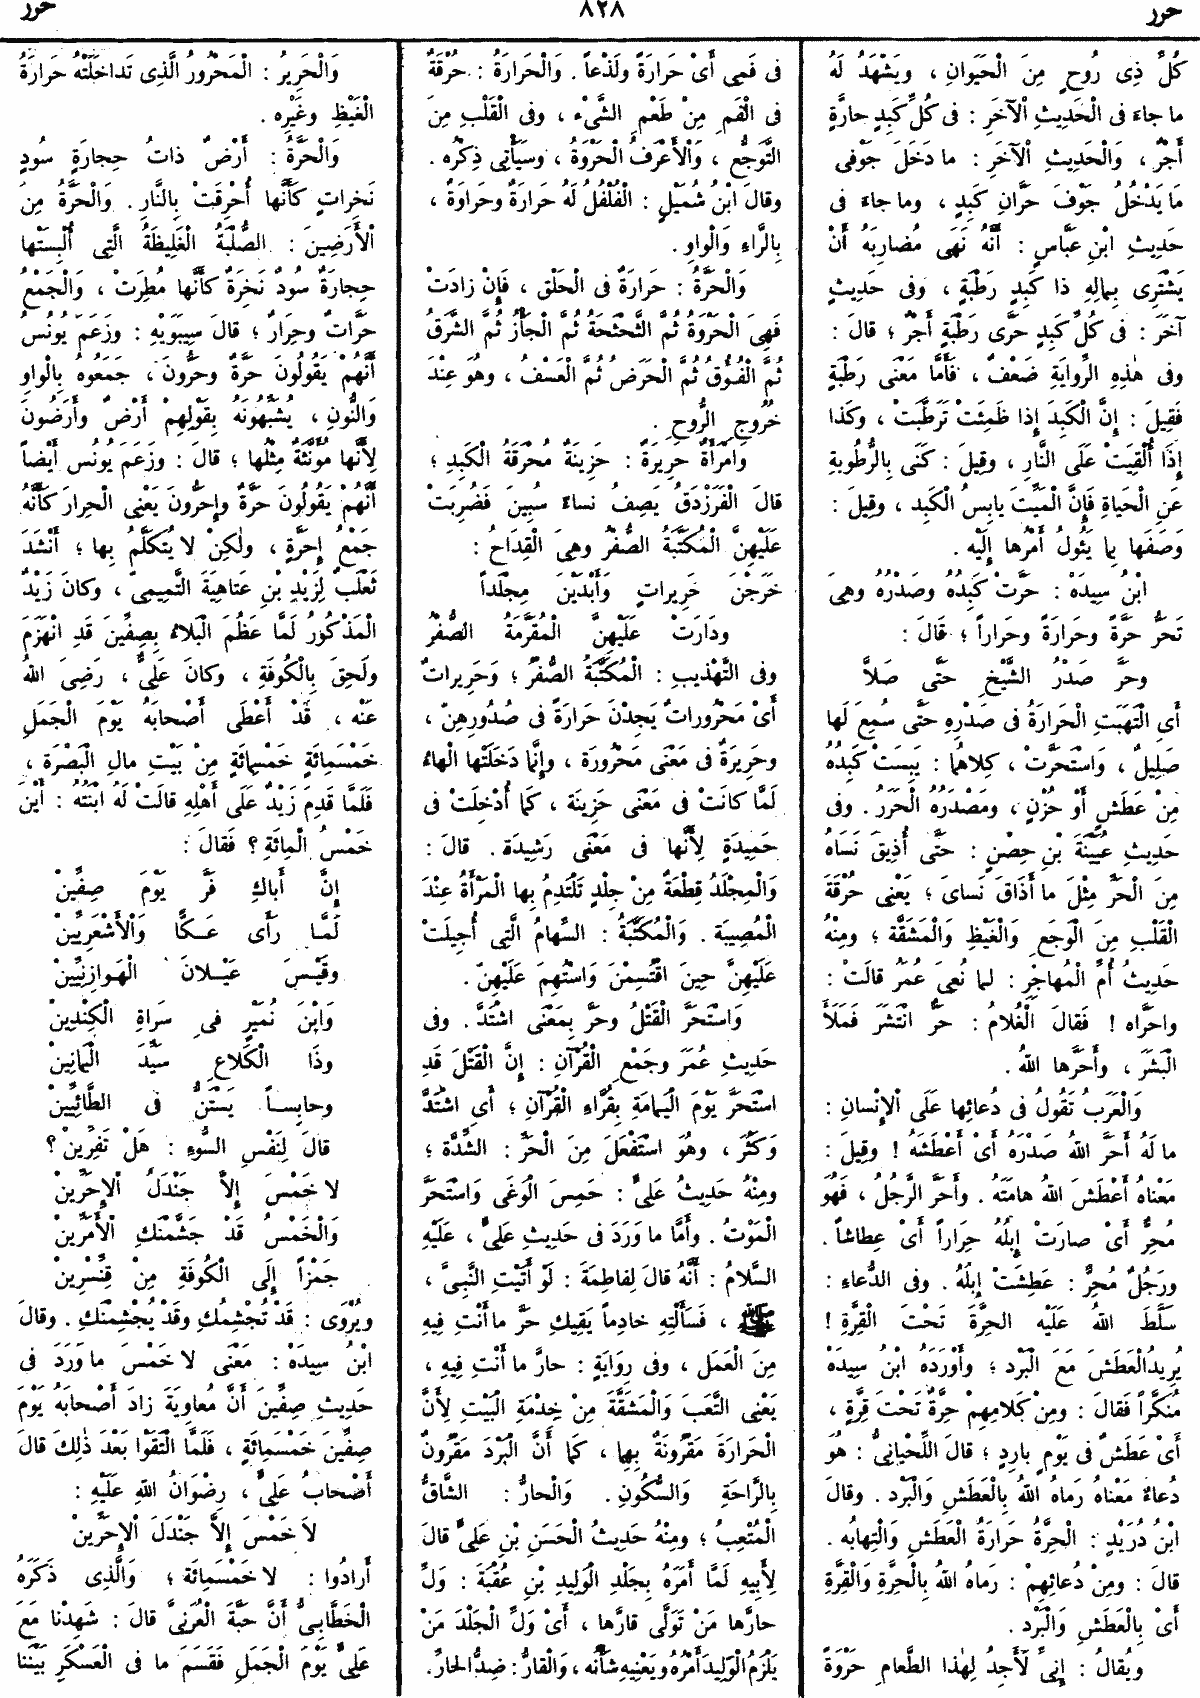 حرر
٨٢٨
حرر
كُلِّ ذِى رُوحٍ مِنَ الْحَيَوانِ ، ويَشْهَدُ لَهُ
ما جاءَ فى الْحَدِيثِ الْآخَرِ : فى كُلِّ كَبِدٍ حارَّةٍ
أَجْرٌ ، وَالْحَدِيثِ الْآخَرِ : ما دَخَلَ جَوْفى
مَا يَدْخُلُ جَوْفَ حَرَّانِ كَبِدٍ ، وما جاءَ فى
حَدِيثِ ابْنِ عَبَّاسٍ : أَنَّهُ نَهَى مُضارِبَهُ أَنْ
يَشْتَرِى بِمالِهِ ذا كَبِدٍ رَطْبَةٍ ، وفى حَدِيثٍ
آخَرَ : فى كُلِّ كَبِدٍ حَرَّى رَطْبَةٍ أَجْرٌ ؛ قالَ :
وفى هٰذِهِ الرِّوايَةِ ضَعْفٌ ، فَأَمَّا مَعْنَى رَطْبَةٍ
فَقِيلَ : إِنَّ الْكَبِدَ إِذا ظَمِئَتْ تَرَطَّبَتْ ، وكَذا
إِذَا أُلْقِيَتْ عَلَى النَّارِ ، وقِيلَ : كَنَى بِالرُّطُوبةِ
عَنِ الْحَياةِ فَإِنَّ الْمَيِّتَ يابِسُ الْكَبِدِ ، وقِيلَ :
وَصَفَها بِما يَئُولُ أَمْرُها إِلَيْهِ .
ابْنُ سِيدَهْ : حَرَّتْ كَبِدُهُ وَصَدْرُهُ وهِىَ
تَحَرُّ حَرَّةً وحَرارَةً وحَراراً ؛ قالَ :
وحَرَّ صَدْرُ الشَّيْخِ حَتَّى صَلاَّ
أَىِ الْتَهَبَتِ الْحَرارَةُ فى صَدْرِهِ حَتَّى سُمِعَ لَها
صَلِيلٌ ، وَاسْتَحَرَّتْ ، كِلاهُما : يَبِسَتْ كَبِدُهُ
مِنْ عَطَشٍ أَوْ حُزْنٍ ، ومَصْدَرُهُ الْحَرَرُ . وفى
حَدِيثِ عُيَيْنَةَ بْنِ حِصْنٍ : حَتَّى أُذِيقَ نَسَاهُ
مِنَ الْحَرِّ مِثْلَ ما أَذَاقَ نَساىَ ؛ يَعْنِى حُرْقَةَ
الْقَلْبِ مِنَ الْوَجَعِ وَالْغَيْظِ وَالْمَشَقَّةِ ؛ ومِنْهُ
حَدِيثُ أُمِّ الْمُهاجِرِ : لما نُعِىَ عُمَرُ قالَتْ :
واحَرَّاه ! فَقالَ الْغُلامُ : حَرٌّ انْتَشَرَ فَمَلَأَ
الْبَشَرَ ، وأَحَرَّها اللهُ .
وَالْعَرَبُ تَقُولُ فى دُعائِها عَلَى الْإِنْسانِ :
ما لَهُ أَحَرَّ اللهُ صَدْرَهُ أَىْ أَعْطَشَهُ ! وقِيلَ :
مَعْناهُ أَعْطَشَ اللهُ هامَتَهُ . وأَحَرَّ الرَّجُلُ ، فَهُوَ
مُحِرٌّ أَىْ صارَتْ إِبِلُهُ حِراراً أَىْ عِطاشاً .
ورَجُلٌ مُحِرٌّ : عَطِشَتْ إِبِلُهُ . وفى الدُّعاءِ :
سَلَّطَ اللهُ عَلَيْهِ الحِرَّةَ تَحْتَ الْقِرَّةِ !
يُرِيدُ الْعَطَشَ مَعَ الْبَرْدِ ؛ وأَوْرَدَهُ ابْنُ سِيدَهْ
مُنَكَّراً فَقالَ : ومِنْ كَلامِهِمْ حِرَّةٌ تَحْتَ قِرَّةٍ ،
أَىْ عَطَشٌ فى يَوْمٍ بارِدٍ ؛ قالَ اللِّحْيانِىُّ : هُوَ
دُعاءٌ مَعْناه رَماهُ اللهُ بِالْعَطَشِ وَالْبَرْدِ . وقالَ
ابْنُ دُرَيْدٍ : الْحِرَّةُ حَرارَةُ الْعَطَشِ وَالْتِهابُه .
قالَ : ومِنْ دُعائِهِمْ : رَماهُ اللهُ بِالْحِرَّةِ وَالْقِرَّةِ
أَىْ بِالْعَطَشِ وَالْبَرْدِ .
ويُقالُ : إِنِّى لَأَجِدُ لِهٰذا الطَّعامِ حَرْوَةً
فى فَمِى أَىْ حَرارَةً ولَذْعاً . وَالْحَرارَةُ : حُرْقَةٌ
فى الْفَمِ مِنْ طَعْمِ الشَّىْءِ ، وفى الْقَلْبِ مِنَ
التَّوَجُّعِ ، وَالْأَعْرَفُ الْحَرْوَةُ ، وسَيَأْتِى ذِكْرُه .
وقالَ ابْنُ شُمَيْلٍ : الْفُلْفُلُ لَهُ حَرارَةٌ وحَراوَةٌ ،
بِالرَّاءِ وَالْواوِ .
وَالْحَرَّةُ : حَرارَةٌ فى الْحَلْقِ ، فَإِنْ زادَتْ
فَهِىَ الْحَرْوَةُ ثُمَّ الثَّحْثَحَةُ ثُمَّ الْجَأْزُ ثُمَّ الشَّرَقُ
ثُمَّ الْفُؤُقُ ثُمَّ الْحَرَضُ ثُمَّ الْعَسْفُ ، وهُوَ عِنْدَ
خُرُوجِ الرُّوحِ .
وامْرَأَةٌ حَرِيرَةٌ : حَزِينَةٌ مُحْرَقَةُ الْكَبِدِ ؛
قالَ الْفَرَزْدَقُ يَصِفُ نِساءً سُبِينَ فَضُرِبَتْ
عَلَيْهِنَّ الْمُكَتَّبَةُ الصُّفْرُ وهِىَ الْقِداحُ :
خَرَجْنَ حَرِيراتٍ وَأَبْدَيْنَ مِجْلَداً
ودارَتْ عَلَيْهِنَّ الْمُقَرَّمَةُ الصُّفْرُ
وفى التَّهْذِيبِ : الْمُكَتَّبَةُ الصُّفْرُ ؛ وَحَرِيراتٌ
أَىْ مَحْرُوراتٌ يَجِدْنَ حَرارَةً فى صُدُورِهِنَّ ،
وحَرِيرَةٌ فى مَعْنَى مَحْرُورَة ، وإِنَّما دَخَلَتْها الْهاءُ
لَمَّا كانَتْ فى مَعْنَى حَزِينَة ، كَما أُدْخِلَتْ فى
حَمِيدَةٍ لِأَنَّها فى مَعْنَى رَشِيدَة . قالَ :
وَالْمِجْلَدُ قِطْعَةٌ مِنْ جِلْدٍ تَلْتَدِمُ بِها الْمَرْأَةُ عِنْدَ
الْمُصِيبَة . وَالْمُكَتَّبَةُ : السِّهامُ الَّتِى أُجِيلَتْ
عَلَيْهِنَّ حِينَ اقْتُسِمْنَ وَاسْتُهِمَ عَلَيْهِنَّ .
وَاسْتَحَرَّ الْقَتْلُ وحَرَّ بِمَعْنَى اشْتَدَّ . وفى
حَدِيثِ عُمَرَ وجَمْعِ الْقُرْآنِ : إِنَّ الْقَتْلَ قَدِ
اسْتَحَرَّ يَوْمَ الْيَمامَةِ بِقُرَّاءِ الْقُرْآنِ ؛ أَىِ اشْتَدَّ
وَكَثُرَ ، وهُوَ اسْتَفْعَلَ مِنَ الْحَرِّ : الشِّدَّةِ ؛
ومِنْهُ حَدِيثُ عَلِىٍّ : حَمِسَ الْوَغَى وَاسْتَحَرَّ
الْمَوْتُ . وأَمَّا ما وَرَدَ فى حَدِيثِ عَلِىٍّ ، عَلَيْهِ
السَّلامُ : أَنَّهُ قالَ لِفاطِمَةَ : لَوْ أَتَيْتِ النَّبِىَّ ،
ﷺ ، فَسَأَلْتِهِ خادِماً يَقِيكِ حَرَّ ما أَنْتِ فِيهِ
مِنَ الْعَمَلِ ، وفى رِوَايَةٍ : حارَّ ما أَنْتِ فِيهِ ،
يَعْنِى التَّعَبَ وَالْمَشَقَّةَ مِنْ خِدْمَةِ الْبَيْتِ لِأَنَّ
الْحَرارَةَ مَقْرُونَةٌ بِهِما ، كَما أَنَّ الْبَرْدَ مَقْرُونٌ
بِالرَّاحَةِ وَالسُّكُونِ . وَالْحارُّ : الشَّاقُّ
الْمُتْعِبُ ؛ ومِنْهُ حَدِيثُ الْحَسَنِ بْنِ عَلِىٍّ قالَ
لِأَبِيهِ لَمَّا أَمَرَهُ بِجَلْدِ الْوَلِيدِ بْنِ عُقْبَةَ : وَلِّ
حارَّها مَنْ تَوَلَّى قارَّها ، أَىْ وَلِّ الْجَلْدَ مَنْ
يَلْزَمُ الْوَلِيدَ أَمْرُهُ ويَعْنِيهِ شَأْنُه ، وَالْقارُّ : ضِدُّ الحارِّ .
وَالْحَرِيرُ : الْمَحْرُورُ الَّذِى تَداخَلَتْهُ حَرارَةُ
الْغَيْظِ وغَيْرِهِ .
وَالْحَرَّةُ : أَرْضٌ ذاتُ حِجارَةٍ سُودٍ
نَخِراتٍ كَأَنَّها أُحْرِقَتْ بِالنَّارِ . وَالْحَرَّةُ مِنَ
الْأَرَضِينَ : الصُّلْبَةُ الْغَلِيظَةُ الَّتِى أُلْبِسَتْها
حِجارَةٌ سُودٌ نَخِرَةٌ كأَنَّها مُطِرَتْ ، وَالْجَمْعُ
حَرَّاتٌ وحِرارٌ ؛ قالَ سِيبَوَيْهِ : وزَعَمَ يُونُسُ
أَنَّهُمْ يَقُولُونَ حَرَّةٌ وحَرُّونَ ، جَمَعُوهُ بِالْواوِ
وَالنُّونِ ، يُشَبِّهُونَهُ بِقَوْلِهِمْ أَرْضٌ وأَرَضُونَ
لِأَنَّها مُؤَنَّثَةٌ مِثْلُها ؛ قالَ : وزَعَمَ يُونُس أَيْضاً
أَنَّهُمْ يَقُولُونَ حَرَّةٌ وإِحَرُّونَ يَعْنِى الْحِرارَ كَأَنَّهُ
جَمْعُ إِحَرَّةٍ ، ولٰكِنْ لا يُتَكَلَّمُ بِها ؛ أَنْشَدَ
ثَعْلَبٌ لِزَيْدِ بْنِ عَتاهِيَةَ التَّمِيمِىِّ ، وكانَ زَيْدٌ
الْمَذْكُورُ لَمَّا عَظُمَ الْبَلاءُ بِصِفِّينَ قَدِ انْهَزَمَ
ولَحِقَ بِالْكُوفَةِ ، وكانَ عَلِىٌّ ، رَضِىَ اللهُ
عَنْه ، قَدْ أَعْطَى أَصْحابَهُ يَوْمَ الْجَمَلِ
خَمْسَمِائَةٍ خَمْسَمِائَةٍ مِنْ بَيْتِ مالِ الْبَصْرَةِ ،
فَلَمَّا قَدِمَ زَيْدٌ عَلَى أَهْلِهِ قالَتْ لَهُ ابْنَتُهُ : أَيْنَ
خَمْسُ الْمِائَةِ ؟ فَقالَ :
إِنَّ أَباكِ فَرَّ يَوْمَ صِفِّينْ
لَمَّا رَأَى عَكًّا وَالْأَشْعَرِيِّينْ
وقَيْسَ عَيْلانَ الْهَوازِنِيِّينْ
وَابْنَ نُمَيْرٍ فى سَراةِ الْكِنْدِينْ
وذَا الْكَلاعِ سَيِّدَ الْيَمانِينْ
وحابِساً يَسْتَنُّ فى الطَّائِيِّينْ
قالَ لِنَفْسِ السُّوءِ : هَلْ تَفِرِّينْ ؟
لا خَمْسَ إِلاَّ جَنْدَلُ الْإِحَرِّينْ
وَالْخَمْسُ قَدْ جَشَّمْنَكِ الْأَمَرِّينْ
جَمْزاً إِلَى الْكُوفَةِ مِنْ قِنِّسْرِينْ
ويُرْوَى : قَدْ تُجْشِمُكِ وقَدْ يُجْشِمْنَكِ . وقالَ
ابْنُ سِيدَهْ : مَعْنَى لا خَمْسَ ما وَرَدَ فى
حَدِيثِ صِفِّينَ أَنَّ مُعاوِيَةَ زادَ أَصْحابَهُ يَوْمَ
صِفِّينَ خَمْسَمِائَةٍ ، فَلَمَّا الْتَقَوْا بَعْدَ ذٰلِكَ قالَ
أَصْحابُ عَلِىٍّ ، رِضْوَانُ اللهِ عَلَيْهِ :
لاَ خَمْسَ إِلاَّ جَنْدَلَ الْإِحَرِّينْ
أَرادُوا : لا خَمْسَمِائَة ؛ وَالَّذِى ذَكَرَهُ
الْخَطَّابِىُّ أَنَّ حَبَّةَ الْعُرَنِىَّ قالَ : شَهِدْنا مَعَ
عَلِىٍّ يَوْمَ الْجَمَلِ فَقَسَمَ ما فى الْعَسْكَرِ بَيْنَنا